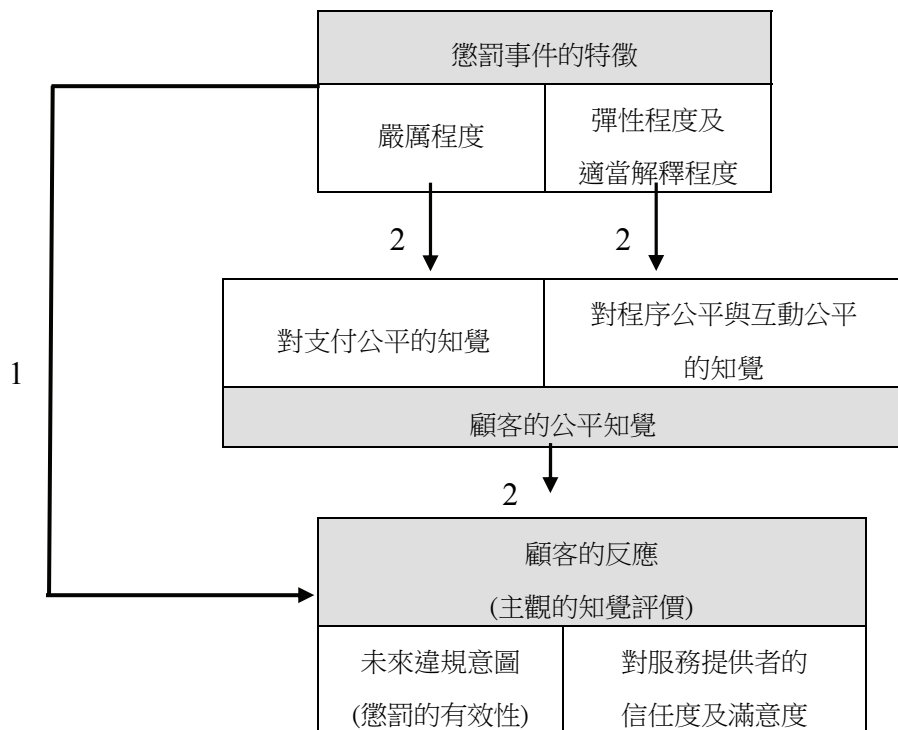 懲罰事件的特徵
嚴厲程度
彈性程度及
適當解釋程度
2
2
對支付公平的知覺
對程序公平與互動公平
的知覺
1
顧客的公平知覺
2
顧客的反應
(主觀的知覺評價)
未來違規意圖
(懲罰的有效性)
對服務提供者的
信任度及滿意度